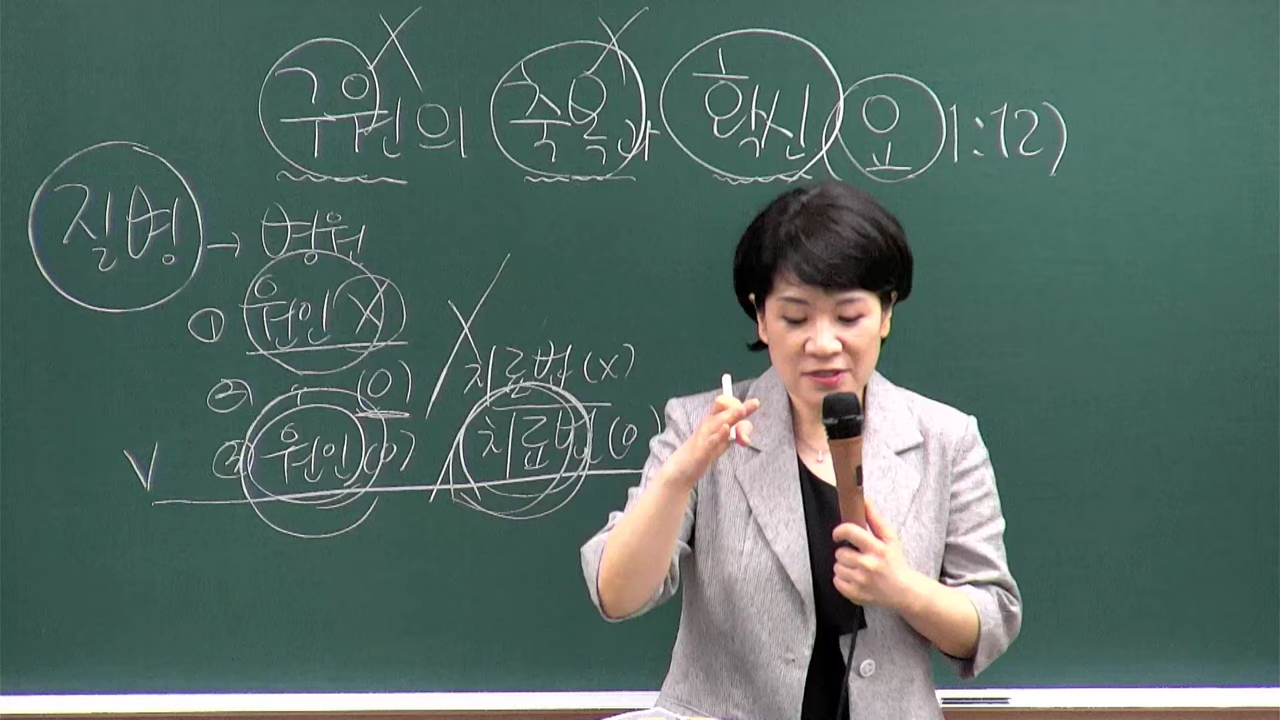 구원의 축복과 확신 (요 1:12)
질병 → 병원
① 원인 (X)
② 〃 (O) / 치료법 (X)
V ③ 원인 (O) / 치료법 (O)